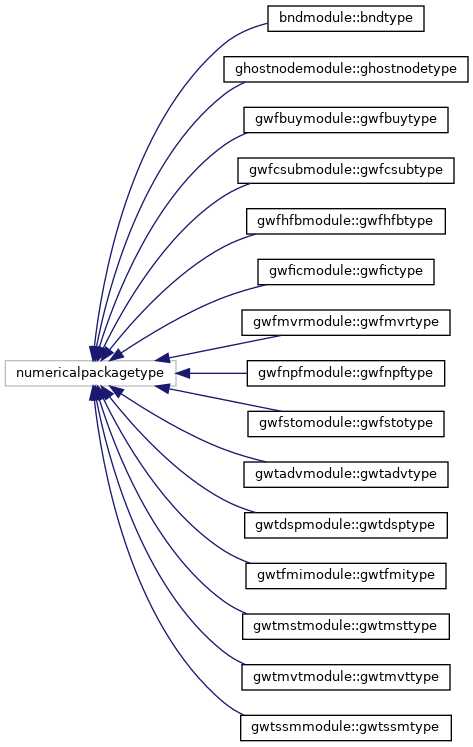 bndmodule::bndtype
ghostnodemodule::ghostnodetype
gwfbuymodule::gwfbuytype
gwfcsubmodule::gwfcsubtype
gwfhfbmodule::gwfhfbtype
gwficmodule::gwfictype
gwfmvrmodule::gwfmvrtype
numericalpackagetype
gwfnpfmodule::gwfnpftype
gwfstomodule::gwfstotype
gwtadvmodule::gwtadvtype
gwtdspmodule::gwtdsptype
gwtfmimodule::gwtfmitype
gwtmstmodule::gwtmsttype
gwtmvtmodule::gwtmvttype
gwtssmmodule::gwtssmtype